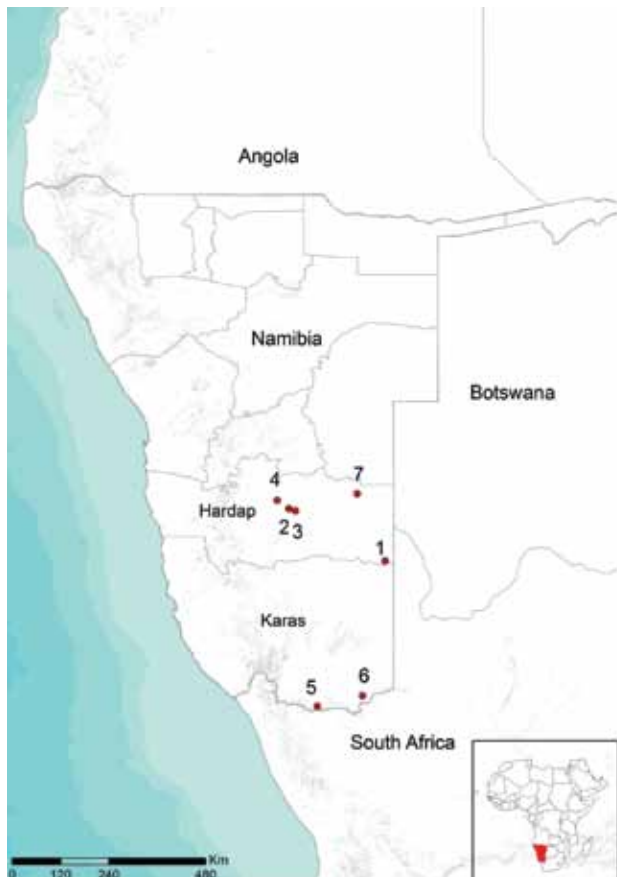 Angola
Namibia
Botswana
4
7
Hardap
2
3
1
Karas
5
6
South Africa
Km
0 120 240 480